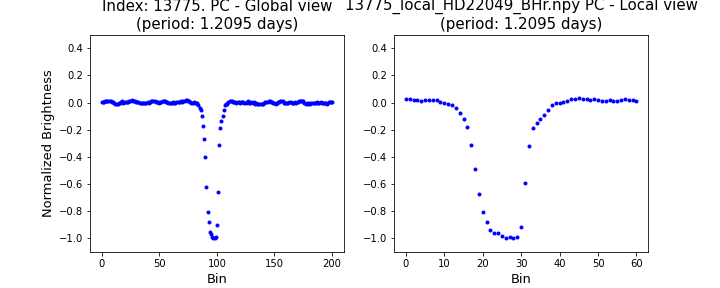 Index: 13775. PC - Global view
(period: 1.2095 days)
13775_local_HD22049_BHr.npy PC - Local view
(period: 1.2095 days)
Normalized Brightness
0.4
0.2
0.0
−0.2
−0.4
−0.6
−0.8
−1.0
0 50 100 150 200
Bin
0.4
0.2
0.0
−0.2
−0.4
−0.6
−0.8
−1.0
0 10 20 30 40 50 60
Bin